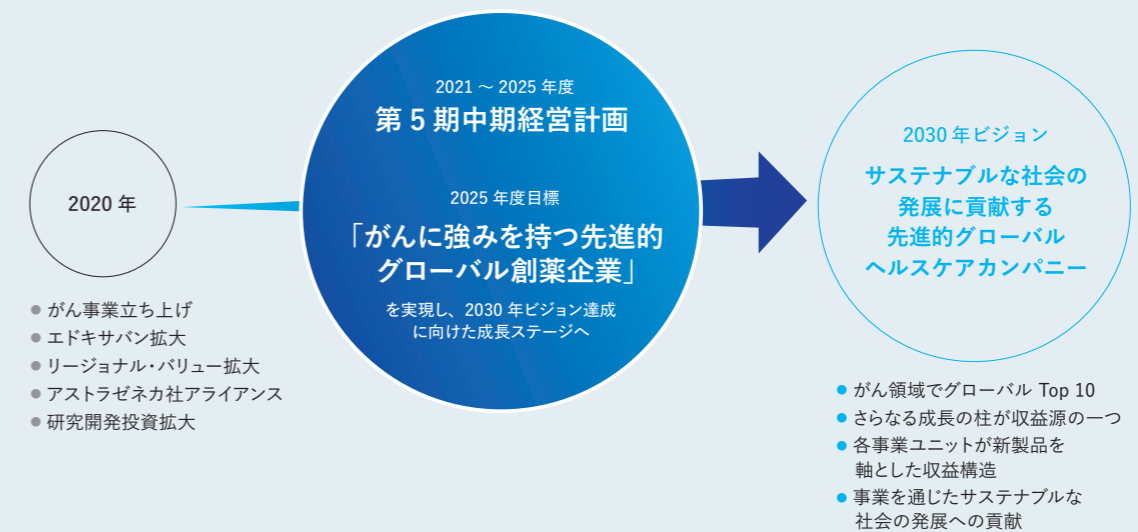 2020 年
● がん事業立ち上げ
● エドキサバン拡大
● リージョナル・バリュー拡大
● アストラゼネカ社アライアンス
● 研究開発投資拡大
2021 ～ 2025 年度
第 5 期中期経営計画
2025 年度目標
「がんに強みを持つ先進的
グローバル創薬企業」
を実現し、2030 年ビジョン達成
に向けた成長ステージへ
2030 年ビジョン
サステナブルな社会の
発展に貢献する
先進的グローバル
ヘルスケアカンパニー
● がん領域でグローバル Top 10
● さらなる成長の柱が収益源の一つ
● 各事業ユニットが新製品を
軸とした収益構造
● 事業を通じたサステナブルな
社会の発展への貢献